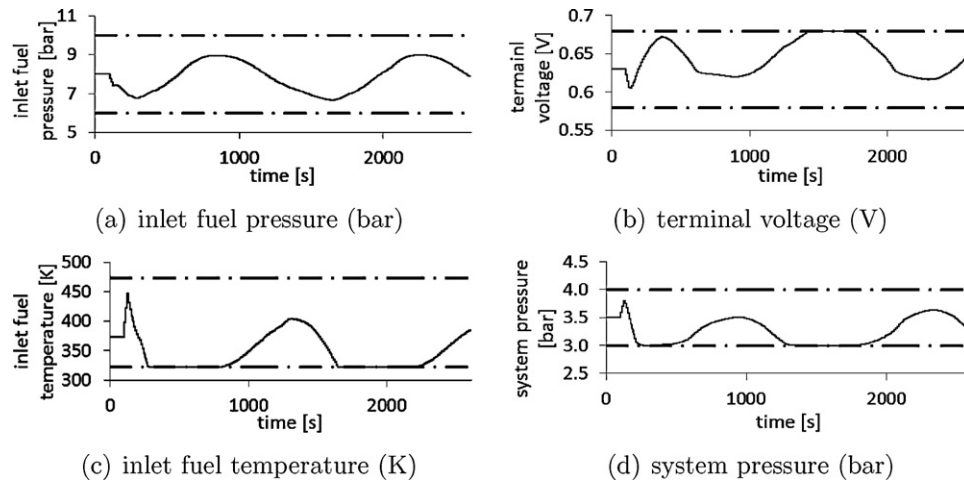 inlet fuel
pressure [bar]
11
9
7
5
0
1000
2000
time [s]
(a) inlet fuel pressure (bar)
termainl
voltage [V]
0.7
0.65
0.6
0.55
0
1000
2000
time [s]
(b) terminal voltage (V)
inlet fuel
temperature [K]
500
450
400
350
300
0
1000
2000
time [s]
(c) inlet fuel temperature (K)
system pressure
[bar]
4.5
4.0
3.5
3.0
2.5
0
1000
2000
time [s]
(d) system pressure (bar)